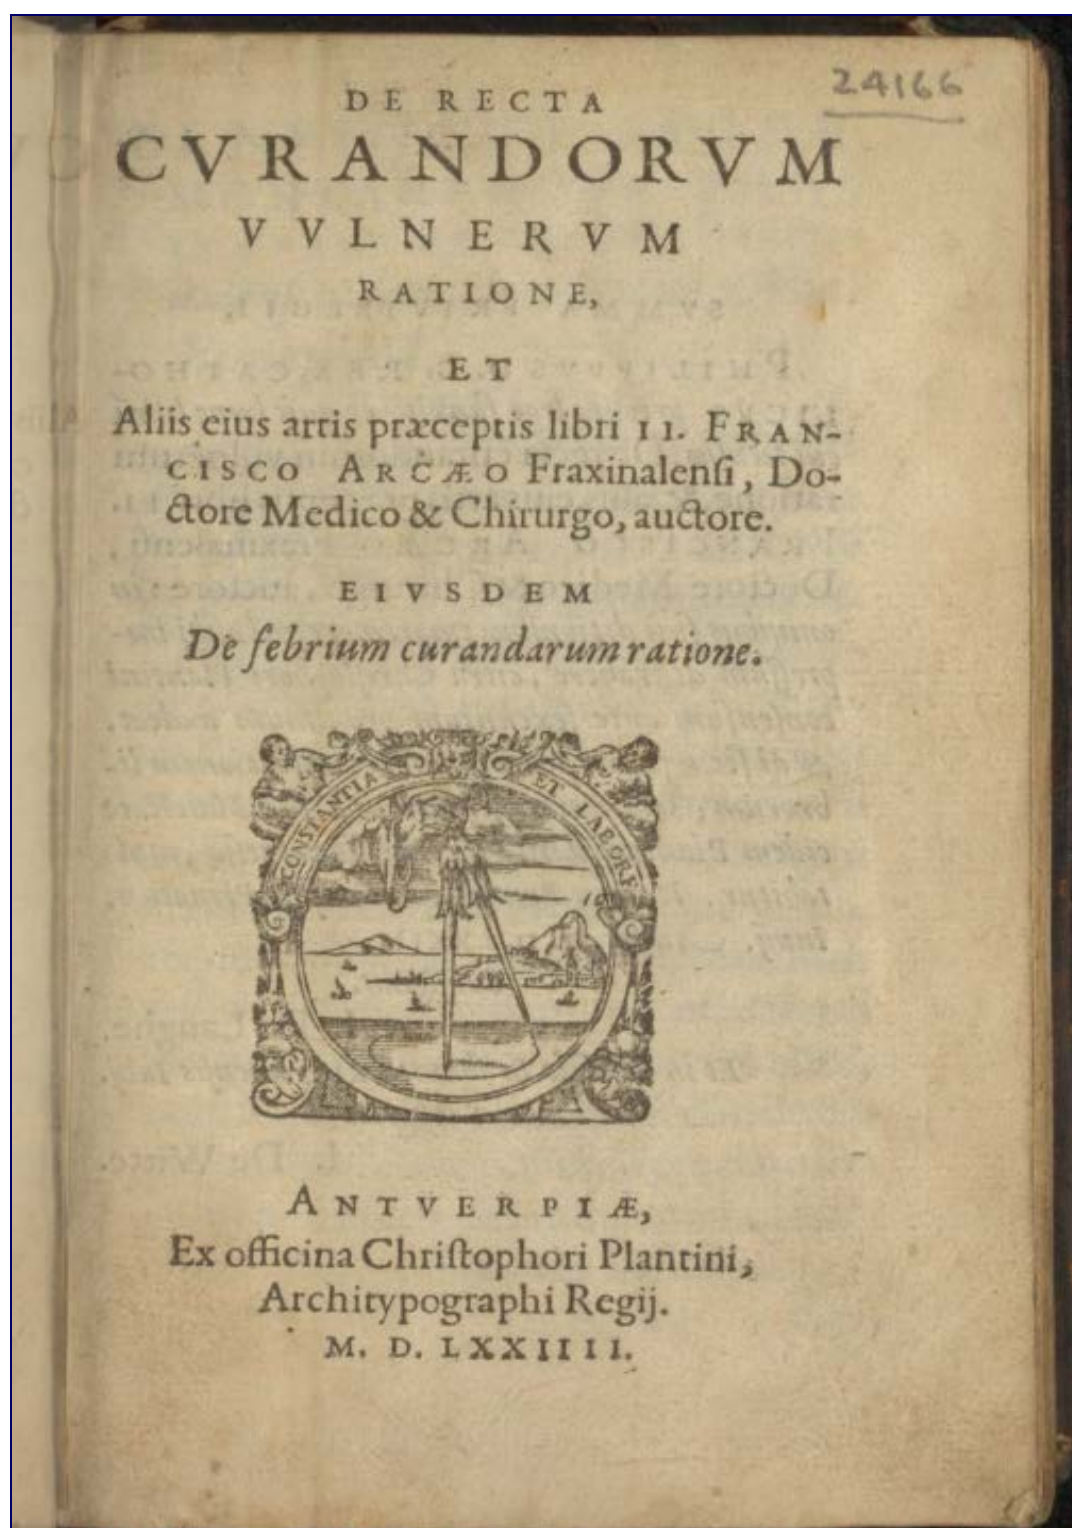 24166
DE RECTA
CVRANDORVM
VVLNERVM
RATIONE,
ET
Aliis eius artis præceptis libri II. FRAN-
CISCO ARCÆO Fraxinalenſi, Do-
ctore Medico & Chirurgo, auctore.
EIVSDEM
De febrium curandarum ratione.
CONSTANTIA ET LABORE
ANTVERPIÆ,
Ex officina Chriſtophori Plantini,
Architypographi Regij.
M. D. LXXIIII.